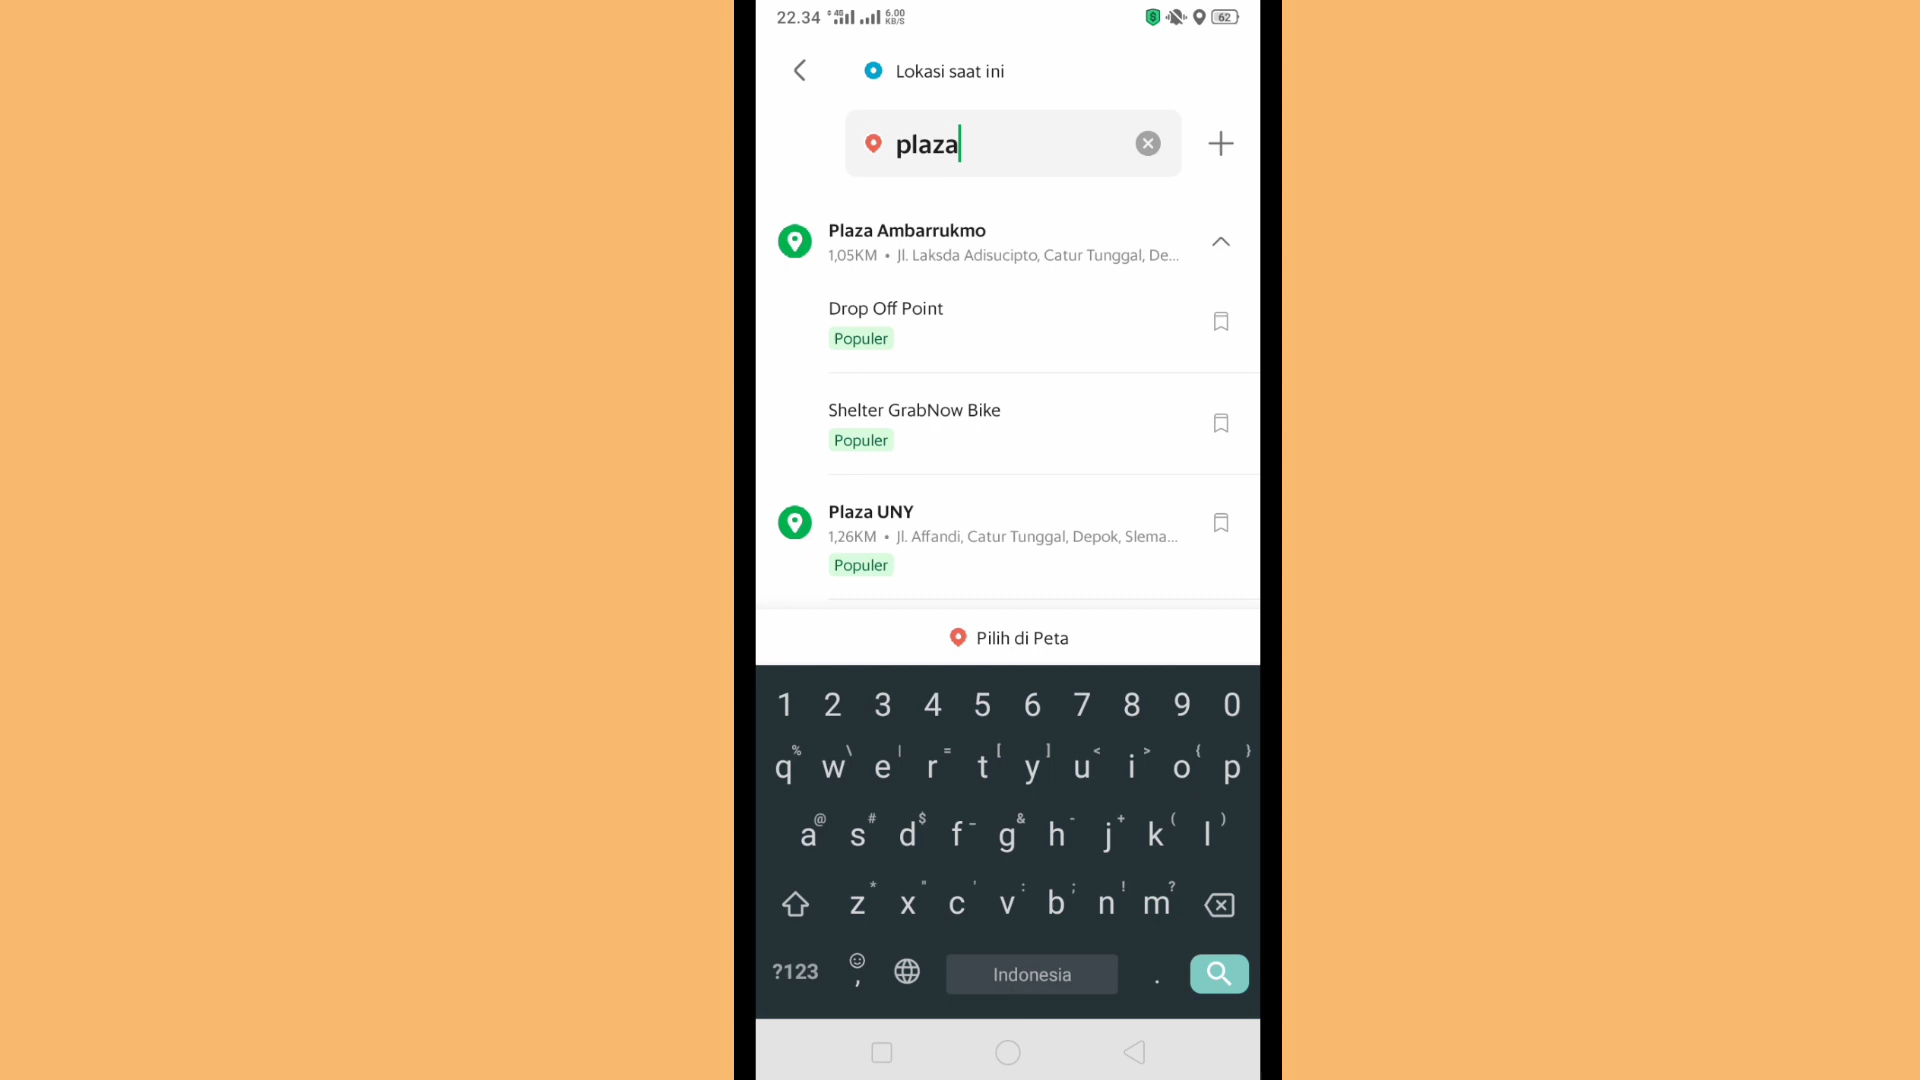 22.34 4G 6.00 KB/S 62
Lokasi saat ini
plaza
Plaza Ambarrukmo
1,05KM • Jl. Laksda Adisucipto, Catur Tunggal, De...
Drop Off Point
Populer
Shelter GrabNow Bike
Populer
Plaza UNY
1,26KM • Jl. Affandi, Catur Tunggal, Depok, Slema...
Populer
Pilih di Peta
1 2 3 4 5 6 7 8 9 0
% \ | = [ ] < > { }
q w e r t y u i o p
@ # $ _ & - + ( )
a s d f g h j k l
* " ' : ; ! ?
z x c v b n m
?123 , Indonesia .